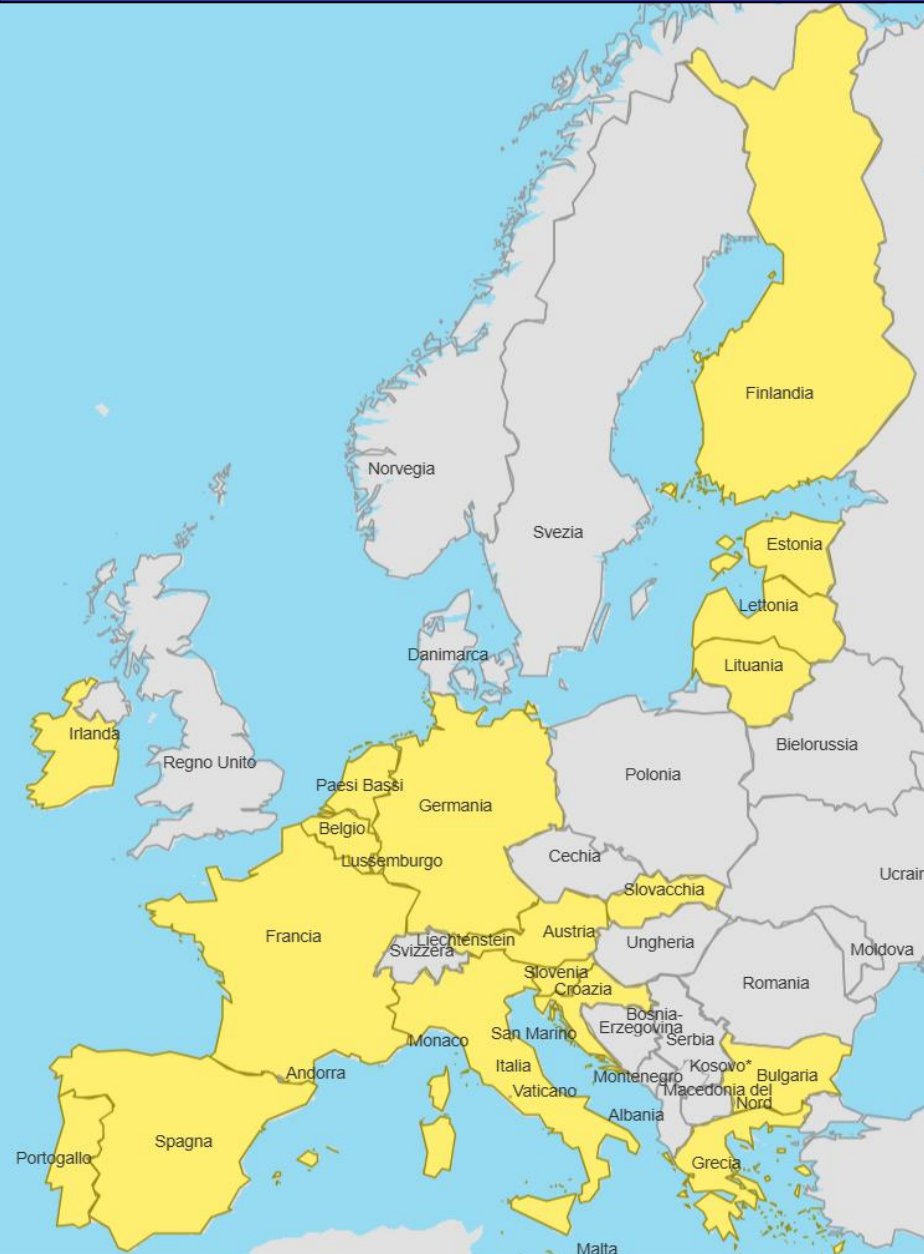 Finlandia
Norvegia
Svezia
Estonia
Lettonia
Danimarca
Lituania
Irlanda
Bielorussia
Regno Unito
Polonia
Paesi Bassi
Germania
Belgio
Cechia
Lussemburgo
Ucrain
Slovacchia
Francia
Austria
Liechtenstein
Ungheria
Svizzera
Moldova
Slovenia
Romania
Croazia
Bosnia-
Erzegovina
San Marino
Monaco
Serbia
Italia
Kosovo*
Andorra
Montenegro
Bulgaria
Vaticano
Macedonia del
Nord
Albania
Spagna
Portogallo
Grecia
Malta